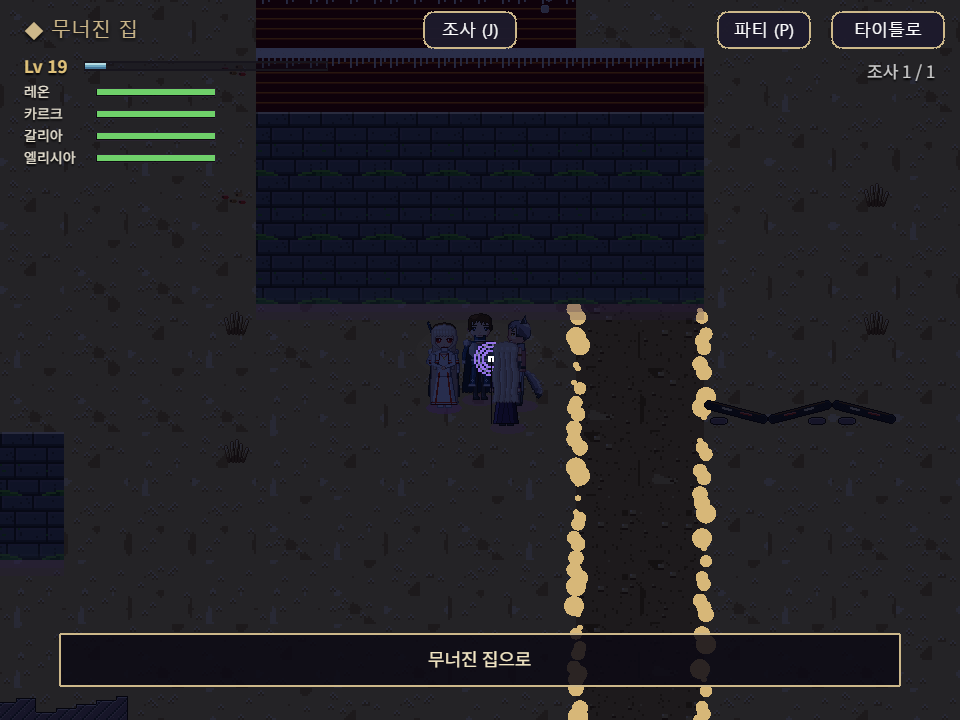 무너진 집
조사 (J)
파티 (P)
타이틀로
Lv 19
조사 1 / 1
레온
카르크
갈리아
엘리시아
무너진 집으로